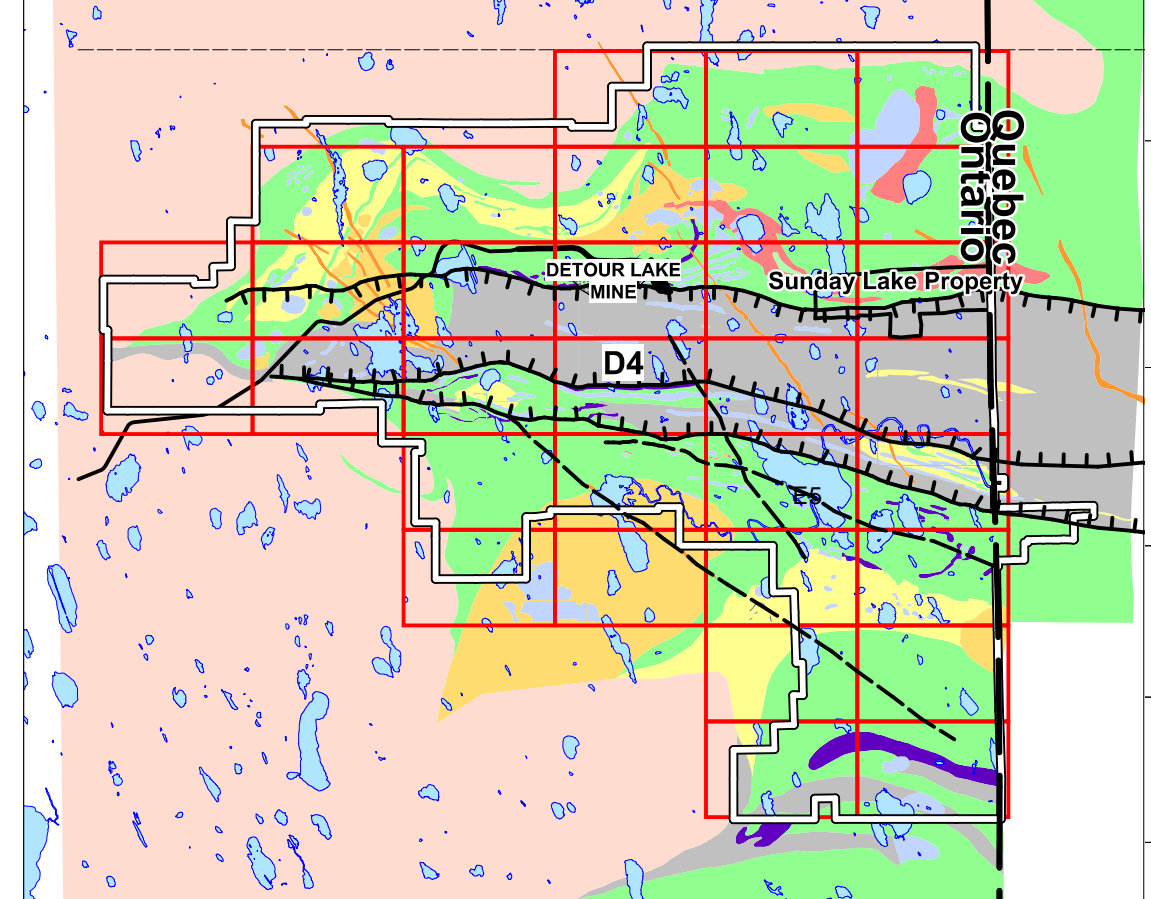 Quebec
Ontario
DETOUR LAKE
MINE
Sunday Lake Property
D4
E5